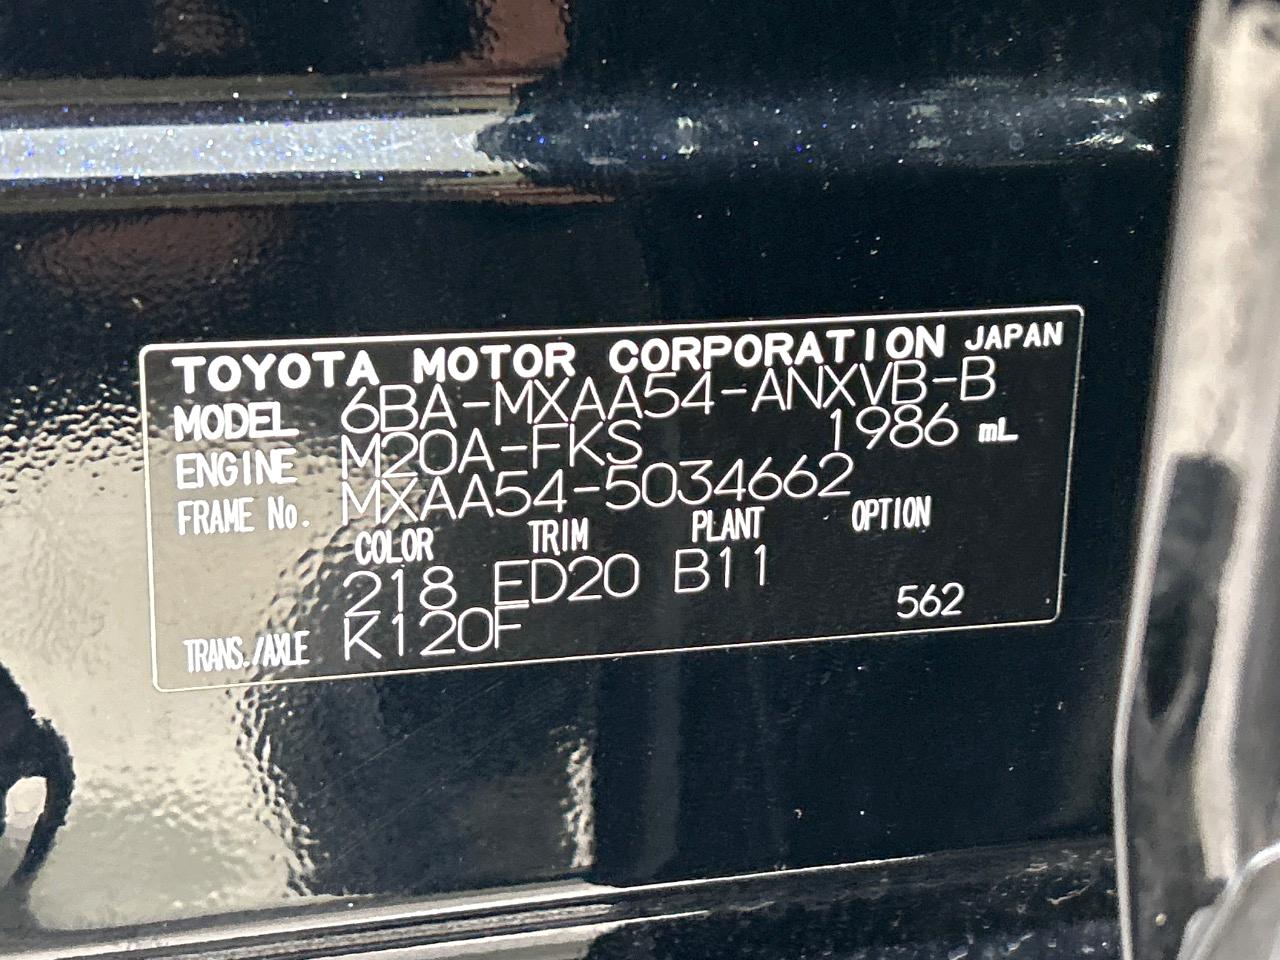 TOYOTA MOTOR CORPORATION JAPAN
MODEL 6BA-MXAA54-ANXVB-B
ENGINE M20A-FKS 1986 mL
FRAME No. MXAA54-5034662
COLOR TRIM PLANT OPTION
218 ED20 B11
TRANS./AXLE K120F 562